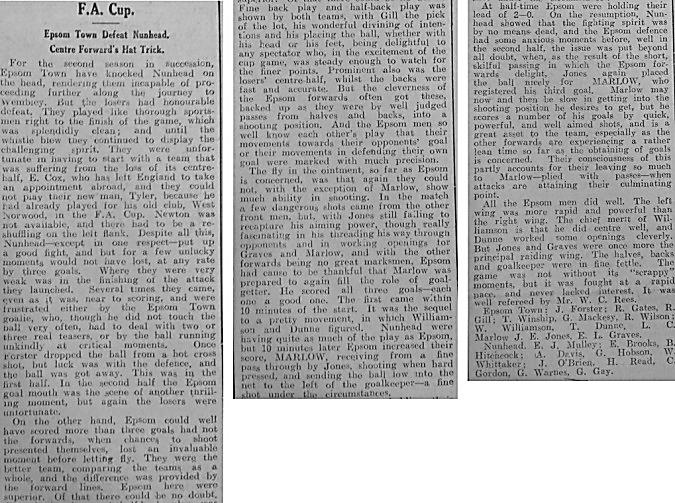 F.A. Cup.
Epsom Town Defeat Nunhead.
Centre Forward's Hat Trick.
For the second season in succession,
Epsom Town have knocked Nunhead on
the head, rendering them incapable of pro-
ceeding further along the journey to
Wembley. But the losers had honourable
defeat. They played like thorough sports-
men right to the finish of the game, which
was splendidly clean; and until the
whistle blew they continued to display the
challenging spirit. They were unfor-
tunate in having to start with a team that
was suffering from the loss of its centre-
half, E. Cox, who has left England to take
an appointment abroad, and they could
not play their new man, Tyler, because he
had already played for his old club, West
Norwood, in the F.A. Cup. Newton was
not available, and there had to be a re-
shuffling on the left flank. Despite all this,
Nunhead—except in one respect—put up
a good fight, and but for a few unlucky
moments would not have lost, at any rate
by three goals. Where they were very
weak was in the finishing of the attack
they launched. Several times they came,
even as it was, near to scoring, and were
frustrated either by the Epsom Town
goalie, who, though he did not touch the
ball very often, had to deal with two or
three real teasers, or by the ball running
unkindly at critical moments. Once
Forster dropped the ball from a hot cross
shot, but luck was with the defence, and
the ball was got away. This was in the
first half. In the second half the Epsom
goal mouth was the scene of another thrill-
ing moment, but again the losers were
unfortunate.
On the other hand, Epsom could well
have scored more than three goals had not
the forwards, when chances to shoot
presented themselves, lost an invaluable
moment before letting fly. They were the
better team, comparing the teams as a
whole, and the difference was provided by
the forward lines. Epsom here were
superior. Of that there could be no doubt.
Fine back play and half-back play was
shown by both teams, with Gill the pick
of the lot, his wonderful divining of inten-
tions and his placing the ball, whether with
his head or his feet, being delightful to
any spectator who, in the excitement of the
cup game, was steady enough to watch for
the finer points. Prominent also was the
losers' centre-half, whilst the backs were
fast and accurate. But the cleverness of
the Epsom forwards often got these,
backed up as they were by well judged
passes from halves and backs, into a
shooting position. And the Epsom men so
well know each other's play that their
movements towards their opponents' goal
or their movements in defending their own
goal were marked with much precision.
The fly in the ointment, so far as Epsom
is concerned, was that again they could
not, with the exception of Marlow, show
much ability in shooting. In the match
a few dangerous shots came from the other
front men, but, with Jones still failing to
recapture his aiming power, though really
fascinating in his threading his way through
opponents and in working openings for
Graves and Marlow, and with the other
forwards being no great marksmen, Epsom
had cause to be thankful that Marlow was
prepared to again fill the role of goal-
getter. He scored all three goals—each
one a good one. The first came within
10 minutes of the start. It was the sequel
to a pretty movement, in which William-
son and Dunne figured. Nunhead were
having quite as much of the play as Epsom,
but 10 minutes later Epsom increased their
score, MARLOW, receiving from a fine
pass through by Jones, shooting when hard
pressed, and sending the ball low into the
net to the left of the goalkeeper—a fine
shot under the circumstances.
At half-time Epsom were holding their
lead of 2—0. On the resumption, Nun-
head showed that the fighting spirit was
by no means dead, and the Epsom defence
had some anxious moments before, well in
the second half, the issue was put beyond
all doubt, when, as the result of the short,
skilful passing in which the Epsom for-
wards delight, Jones again placed
the ball nicely for MARLOW, who
registered his third goal. Marlow may
now and then be slow in getting into the
shooting position he desires to get, but he
scores a number of his goals by quick,
powerful, and well aimed shots, and is a
great asset to the team, especially as the
other forwards are experiencing a rather
lean time so far as the obtaining of goals
is concerned. Their consciousness of this
partly accounts for their leaving so much
to Marlow—plied with passes—when
attacks are attaining their culminating
point.
All the Epsom men did well. The left
wing was more rapid and powerful than
the right wing. The chief merit of Wil-
liamson is that he did centre well, and
Dunne worked some openings cleverly.
But Jones and Graves were once more the
principal raiding wing. The halves, backs
and goalkeeper were in fine fettle. The
game was not without its "scrappy"
moments, but it was fought at a rapid
pace, and never lacked interest. It was
well refereed by Mr. W. C. Rees.
Epsom Town: J. Forster; R. Gates, R.
Gill; T. Winship, G. Mackey, R. Wilson;
W. Williamson, T. Dunne, L. C.
Marlow J. E. Jones, E. L. Graves.
Nunhead. E. J. Mulley; E. Brooks, B.
Hitchcock; A. Davis, G. Hobson, W.
Whittaker; J. O'Brien, H. Read, C.
Gordon, G. Warnes, G. Gay.